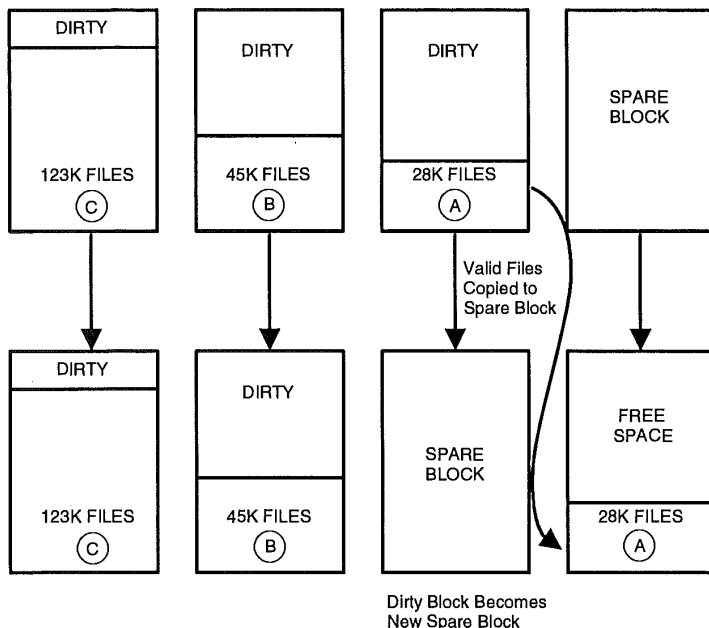 DIRTY
123K FILES
C
DIRTY
45K FILES
B
DIRTY
28K FILES
A
SPARE
BLOCK
Valid Files
Copied to
Spare Block
DIRTY
123K FILES
C
DIRTY
45K FILES
B
SPARE
BLOCK
FREE
SPACE
28K FILES
A
Dirty Block Becomes
New Spare Block